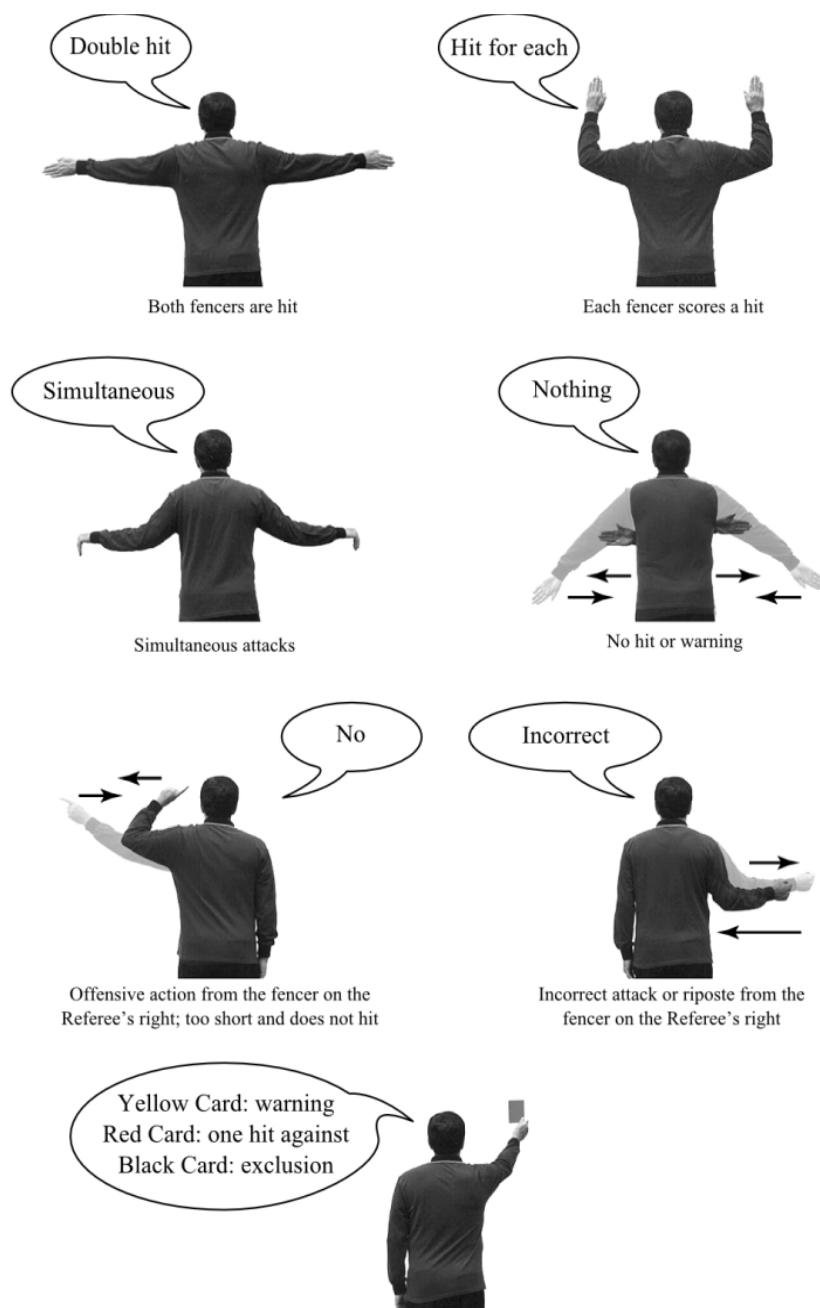 Double hit
Hit for each
Both fencers are hit
Each fencer scores a hit
Simultaneous
Nothing
Simultaneous attacks
No hit or warning
No
Incorrect
Offensive action from the fencer on the
Referee’s right; too short and does not hit
Incorrect attack or riposte from the
fencer on the Referee’s right
Yellow Card: warning
Red Card: one hit against
Black Card: exclusion